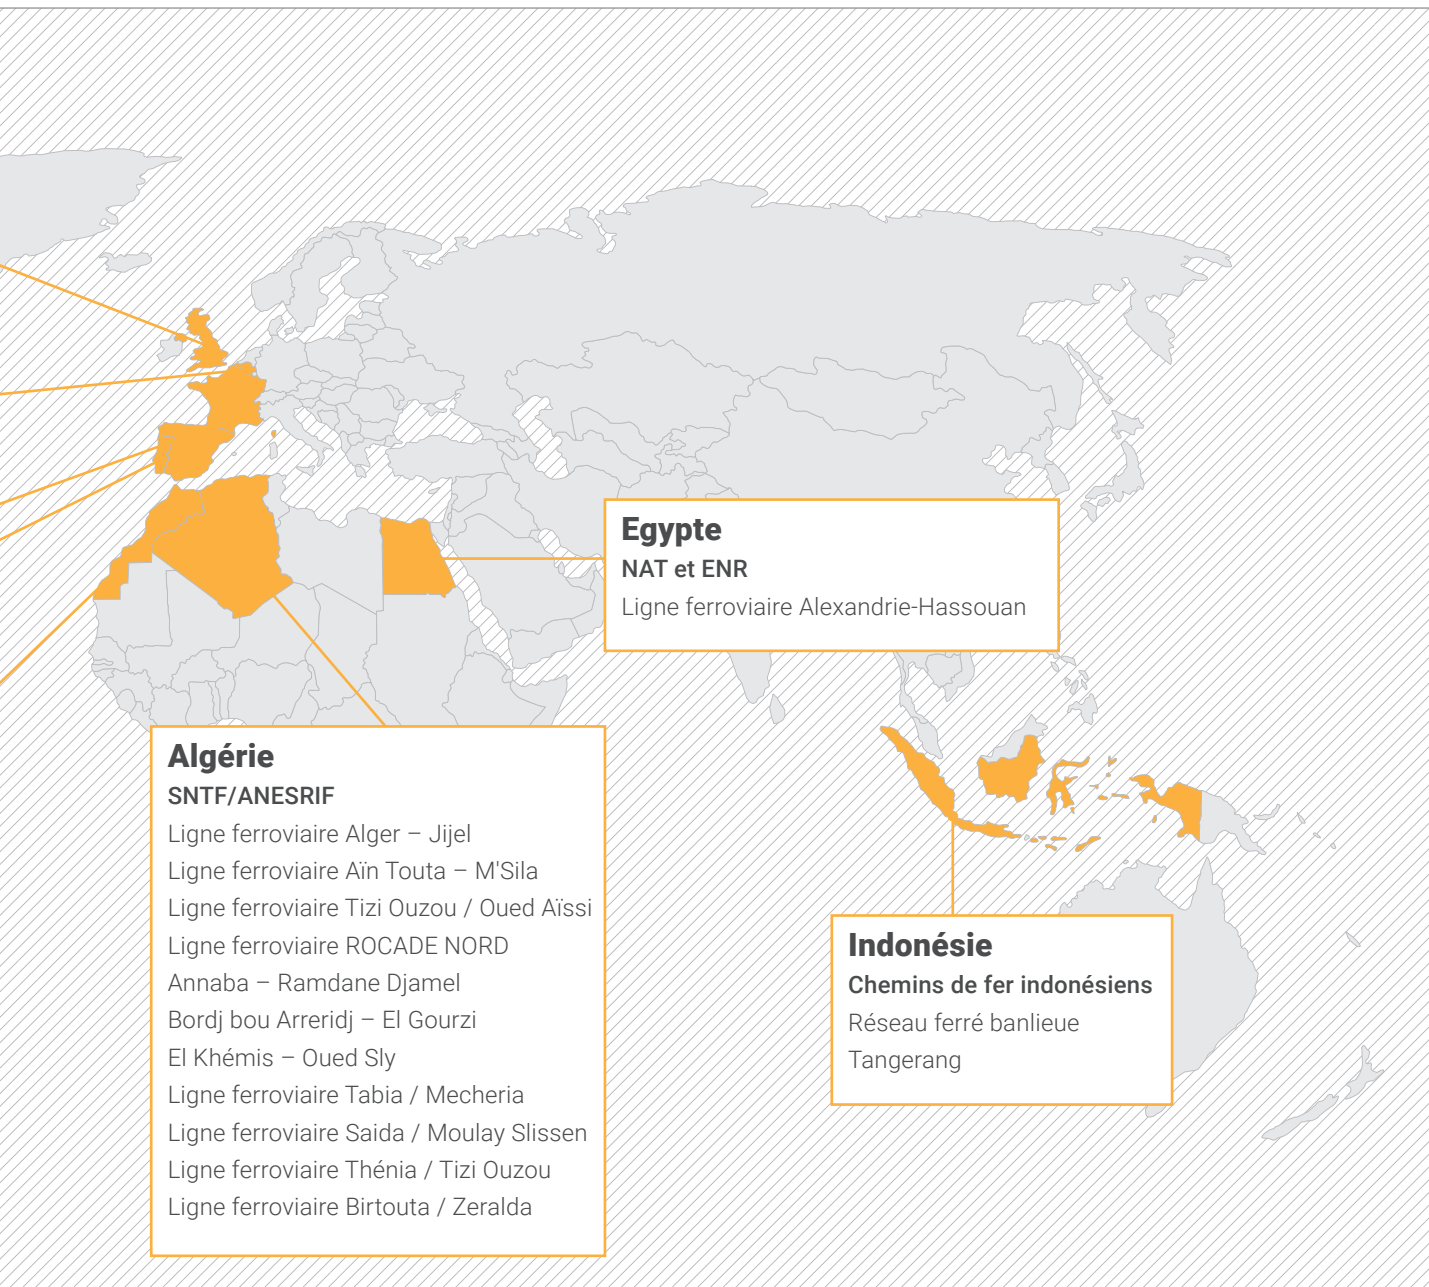 Egypte
NAT et ENR
Ligne ferroviaire Alexandrie-Hassouan
Algérie
SNTF/ANESRIF
Ligne ferroviaire Alger – Jijel
Ligne ferroviaire Aïn Touta – M'Sila
Ligne ferroviaire Tizi Ouzou / Oued Aïssi
Ligne ferroviaire ROCADE NORD
Annaba – Ramdane Djamel
Bordj bou Arreridj – El Gourzi
El Khémis – Oued Sly
Ligne ferroviaire Tabia / Mecheria
Ligne ferroviaire Saida / Moulay Slissen
Ligne ferroviaire Thénia / Tizi Ouzou
Ligne ferroviaire Birtouta / Zeralda
Indonésie
Chemins de fer indonésiens
Réseau ferré banlieue
Tangerang